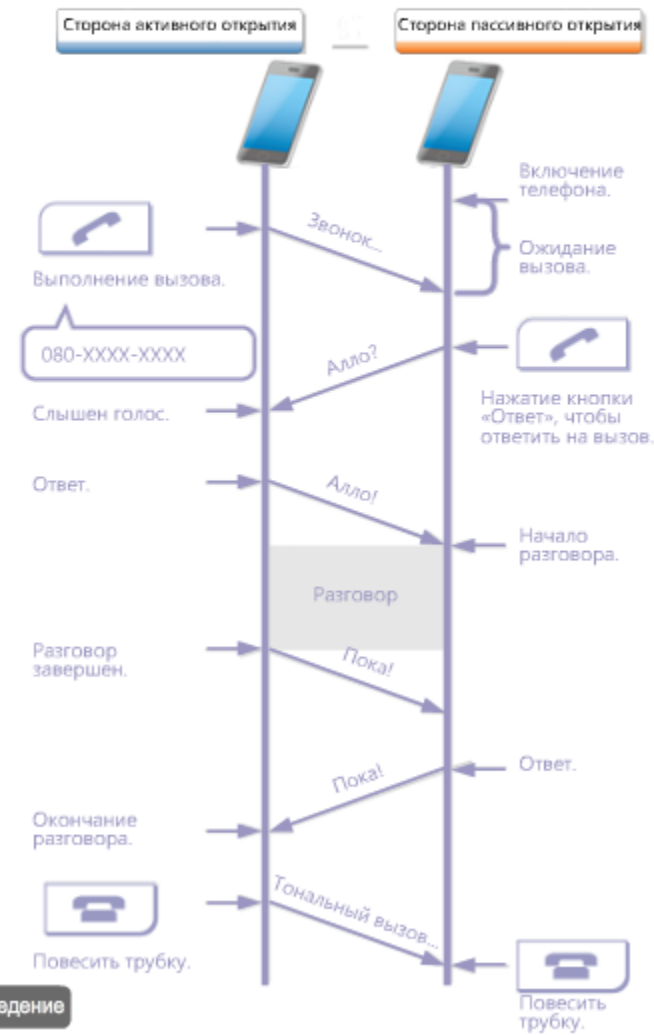 Сторона активного открытия
Сторона пассивного открытия
Включение
телефона.
Звонок...
Ожидание
вызова.
Выполнение вызова.
080-XXXX-XXXX
Алло?
Нажатие кнопки
«Ответ», чтобы
ответить на вызов.
Слышен голос.
Ответ.
Алло!
Начало
разговора.
Разговор
Разговор
завершен.
Пока!
Ответ.
Пока!
Окончание
разговора.
Тональный вызов...
Повесить трубку.
Повесить
трубку.